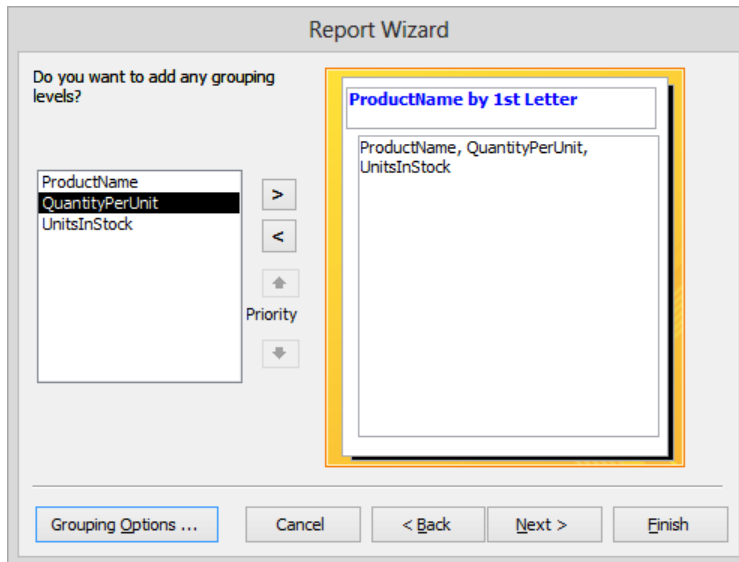 Report Wizard
Do you want to add any grouping
levels?
ProductName by 1st Letter
ProductName, QuantityPerUnit,
UnitsInStock
ProductName
QuantityPerUnit
UnitsInStock
>
<
Priority
Grouping Options ...
Cancel
< Back
Next >
Finish